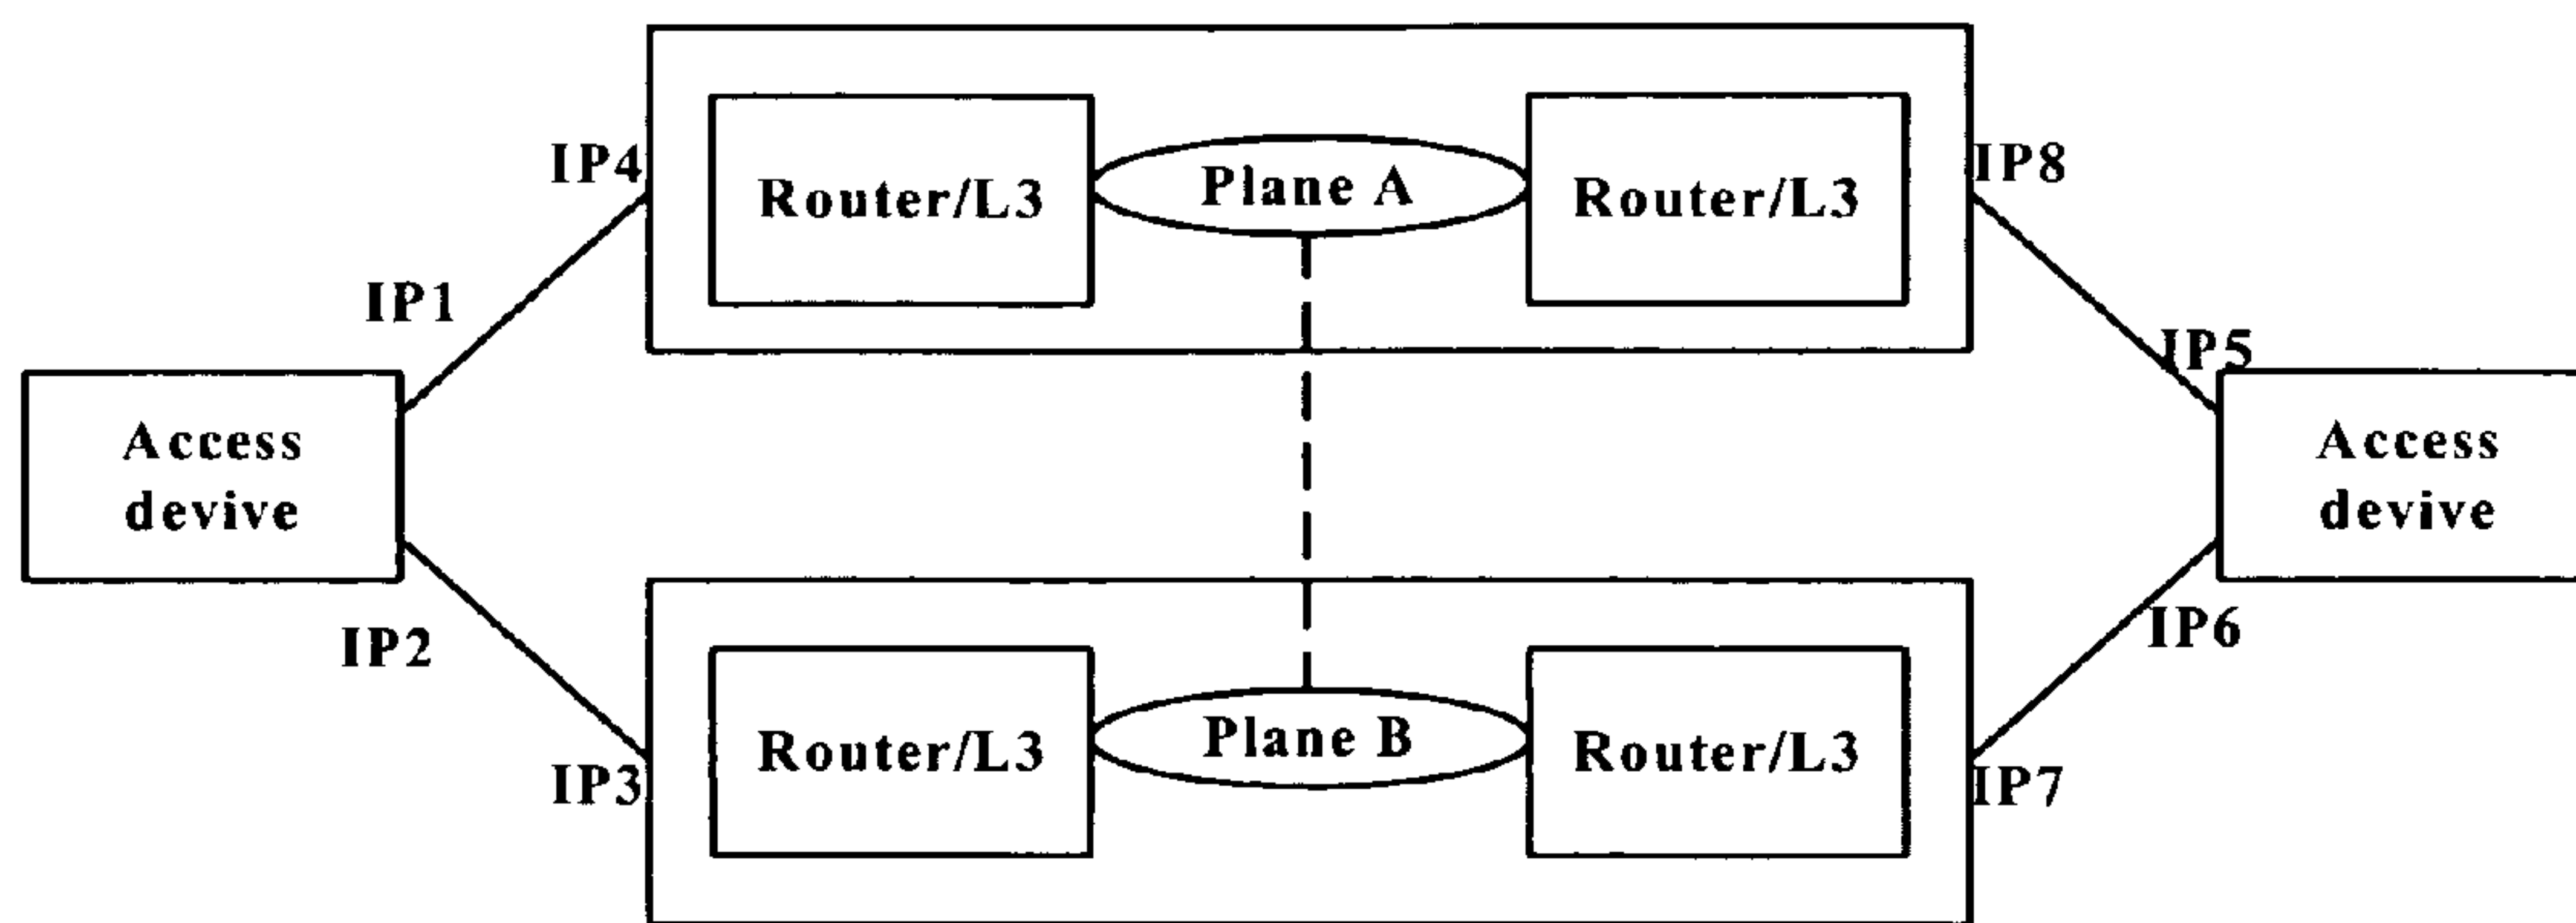 IP4
Router/L3
Plane A
Router/L3
IP8
IP1
IP5
Access
devive
Access
devive
IP2
IP6
Router/L3
Plane B
Router/L3
IP3
IP7